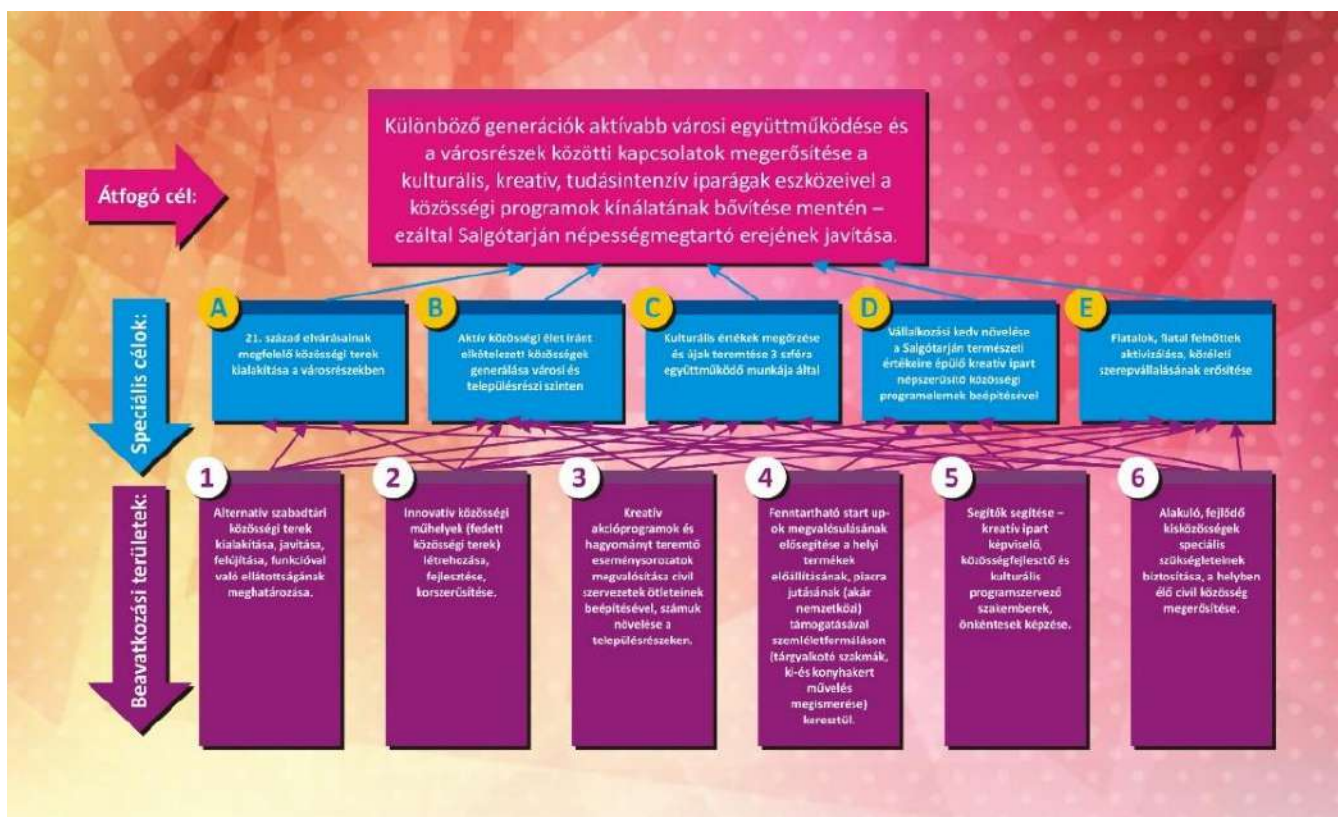 Átfogó cél:
Különböző generációk aktívabb városi együttműködése és
a városrészek közötti kapcsolatok megerősítése a
kulturális, kreatív, tudásintenzív iparágak eszközeivel a
közösségi programok kínálatának bővítése mentén –
ezáltal Salgótarján népességmegtartó erejének javítása.
Speciális célok:
A
21. század elvárásainak
megfelelő közösségi terek
kialakítása a városrészekben
B
Aktív közösségi élet iránt
elkötelezett közösségek
generálása városi és
településrészi szinten
C
Kulturális értékek megőrzése
és újak teremtése 3 szféra
együttműködő munkája által
D
Vállalkozási kedv növelése
a Salgótarján természeti
értékeire épülő kreatív ipart
népszerűsítő közösségi
programelemek beépítésével
E
Fiatalok, fiatal felnőttek
aktivizálása, közéleti
szerepvállalásának erősítése
Beavatkozási területek:
1
Alternatív szabadtári
közösségi terek
kialakítása, javítása,
felújítása, funkcióval
való ellátottságának
meghatározása.
2
Innovatív közösségi
műhelyek (fedett
közösségi terek)
létrehozása,
fejlesztése,
korszerűsítése.
3
Kreatív
akcióprogramok és
hagyományt teremtő
eseménysorozatok
megvalósítása civil
szervezetek ötleteinek
beépítésével, számuk
növelése a
településrészeken.
4
Fenntartható start up-
ok megvalósulásának
elősegítése a helyi
termékek
előállításának, piacra
jutásának (akár
nemzetközi)
támogatásával
szemléletformáláson
(tárgyalkotó szakmák,
ki-és konyhakert
művelés
megismerése)
keresztül.
5
Segítők segítése –
kreatív ipart
képviselő,
közösségfejlesztő és
kulturális
programszervező
szakemberek,
önkéntesek képzése.
6
Alakuló, fejlődő
kisközösségek
speciális
szükségleteinek
biztosítása, a helyben
élő civil közösség
megerősítése.